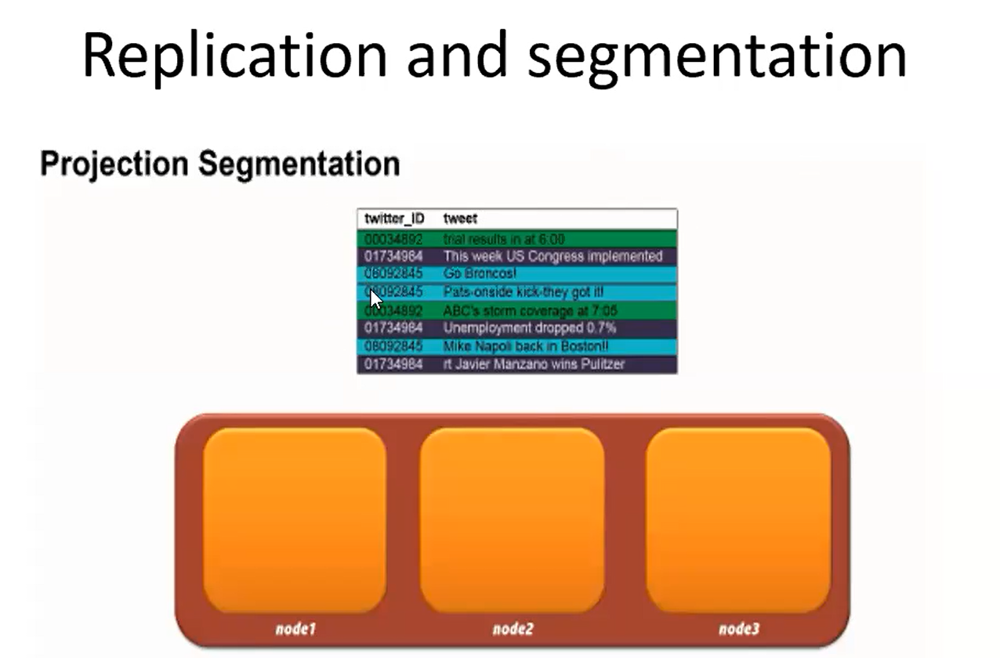 Replication and segmentation
Projection Segmentation
twitter_ID tweet
00034892 trial results in at 6:00
01734984 This week US Congress implemented
08092845 Go Broncos!
08092845 Pats-onside kick-they got it!
00034892 ABC's storm coverage at 7:05
01734984 Unemployment dropped 0.7%
08092845 Mike Napoli back in Boston!!
01734984 rt Javier Manzano wins Pulitzer
node1 node2 node3